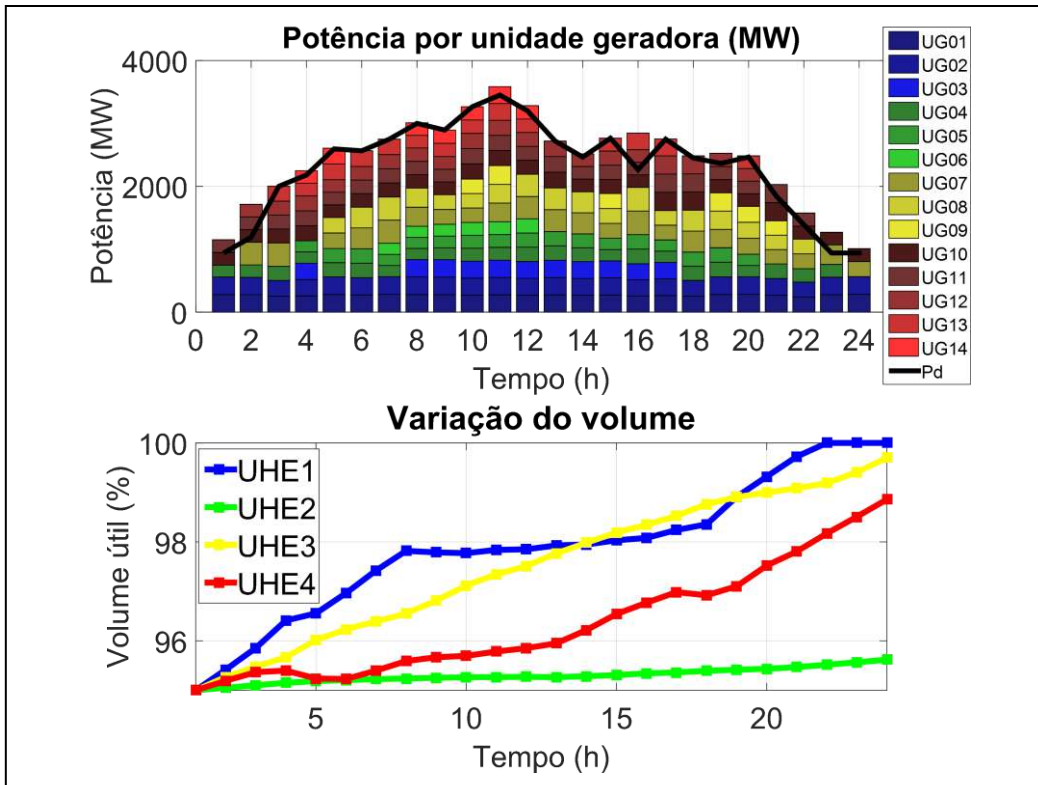 Potência por unidade geradora (MW)
4000
2000
0
Potência (MW)
0 2 4 6 8 10 12 14 16 18 20 22 24
Tempo (h)
UG01
UG02
UG03
UG04
UG05
UG06
UG07
UG08
UG09
UG10
UG11
UG12
UG13
UG14
Pd
Variação do volume
100
98
96
Volume útil (%)
UHE1
UHE2
UHE3
UHE4
5 10 15 20
Tempo (h)